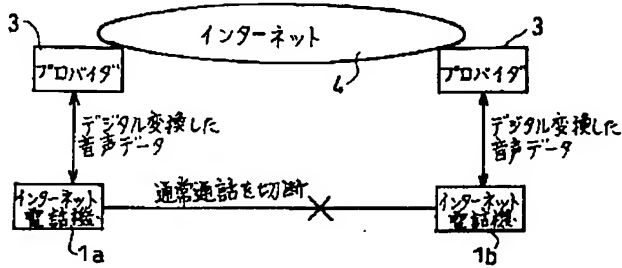 3
インターネット
3
プロバイダ
4
プロバイダ
デジタル変換した
音声データ
デジタル変換した
音声データ
通常通話を切断
インターネット
電話機
インターネット
電話機
1a
1b